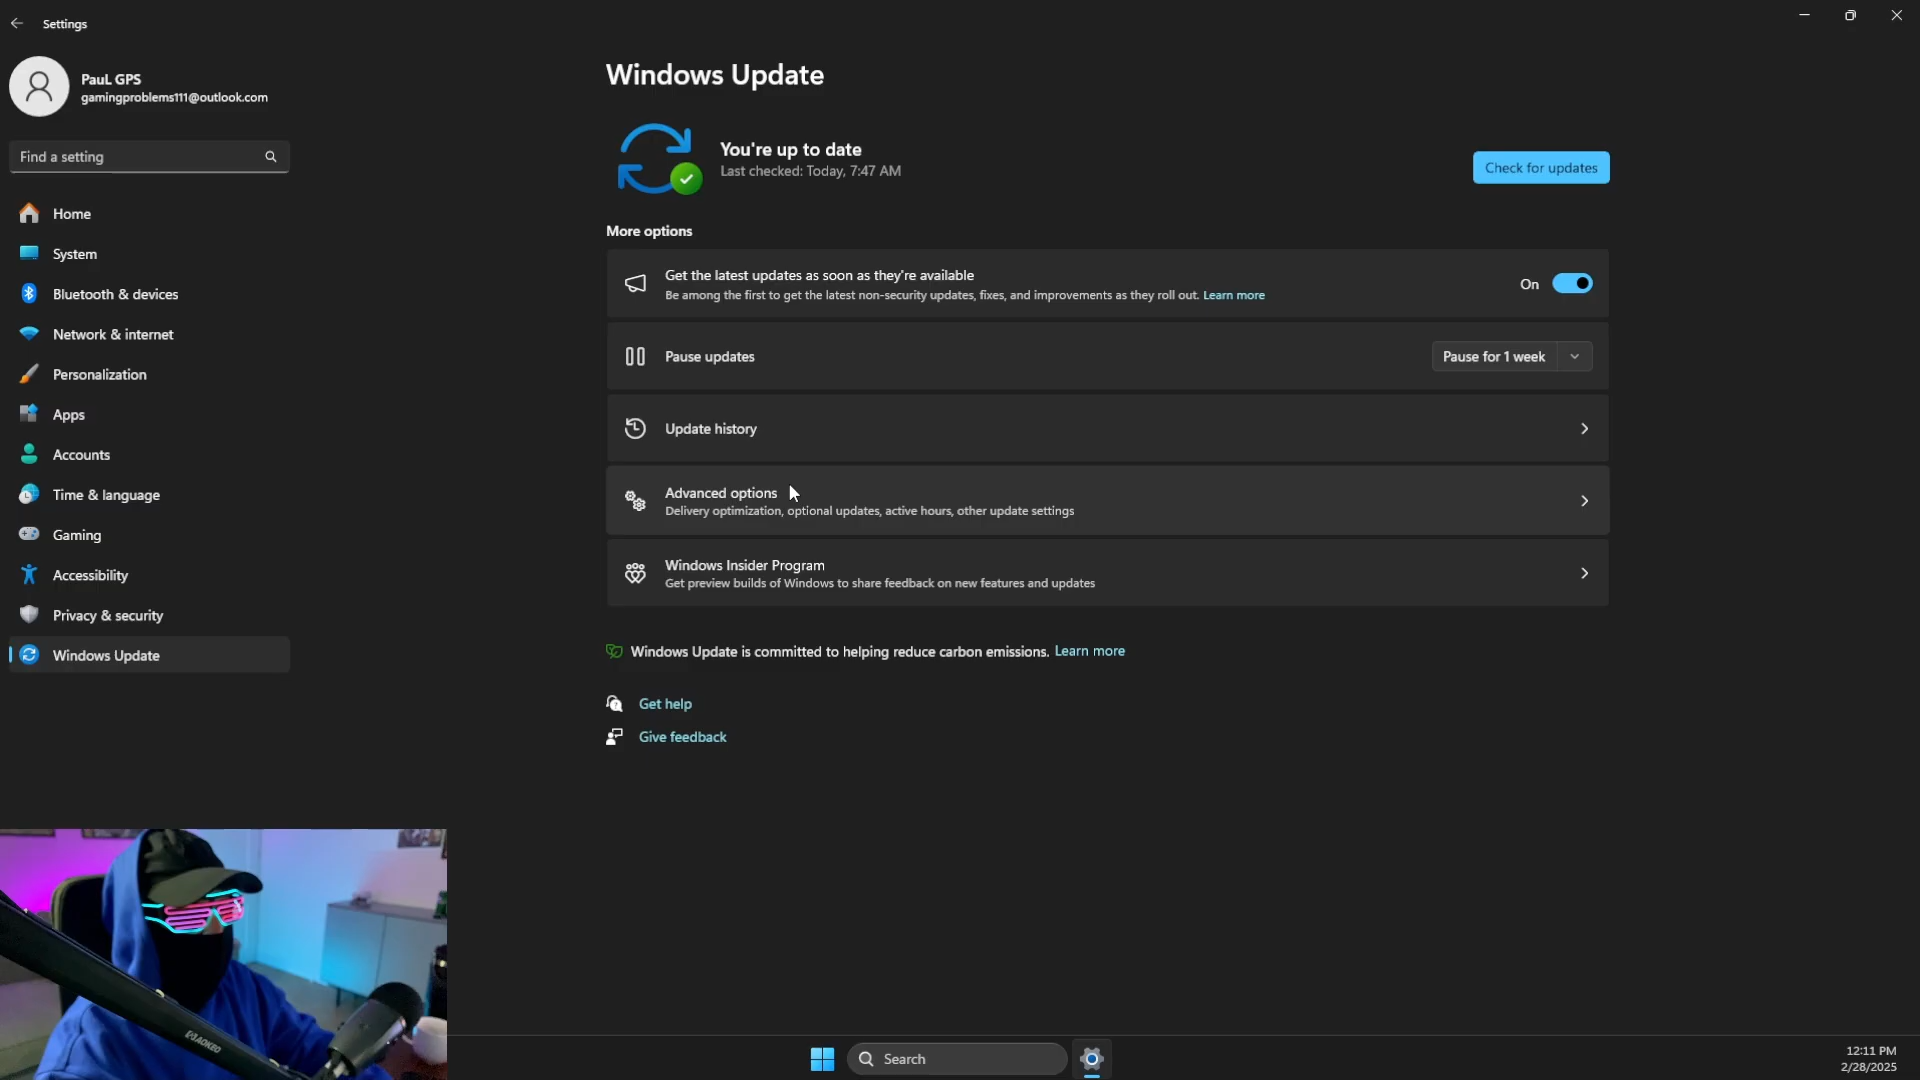 Settings
PauL GPS
gamingproblems111@outlook.com
Find a setting
Home
System
Bluetooth & devices
Network & internet
Personalization
Apps
Accounts
Time & language
Gaming
Accessibility
Privacy & security
Windows Update
Windows Update
You're up to date
Last checked: Today, 7:47 AM
Check for updates
More options
Get the latest updates as soon as they're available
Be among the first to get the latest non-security updates, fixes, and improvements as they roll out. Learn more
On
Pause updates
Pause for 1 week
Update history
Advanced options
Delivery optimization, optional updates, active hours, other update settings
Windows Insider Program
Get preview builds of Windows to share feedback on new features and updates
Windows Update is committed to helping reduce carbon emissions. Learn more
Get help
Give feedback
MAONO
Search
12:11 PM
2/28/2025